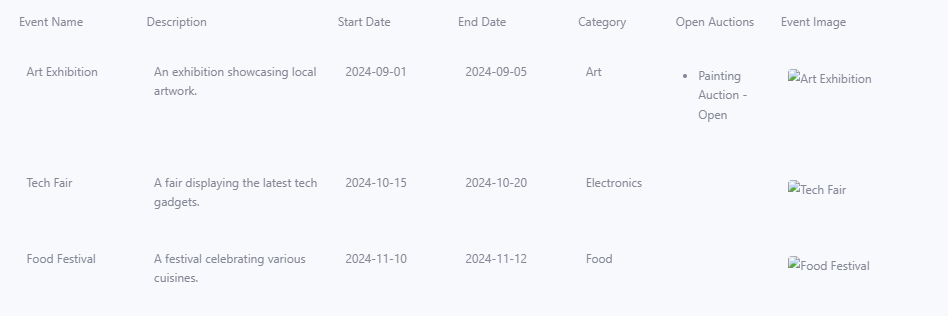 Event Name Description Start Date End Date Category Open Auctions Event Image
Art Exhibition An exhibition showcasing local 2024-09-01 2024-09-05 Art Painting Art Exhibition
artwork. Auction -
Open
Tech Fair A fair displaying the latest tech 2024-10-15 2024-10-20 Electronics Tech Fair
gadgets.
Food Festival A festival celebrating various 2024-11-10 2024-11-12 Food Food Festival
cuisines.